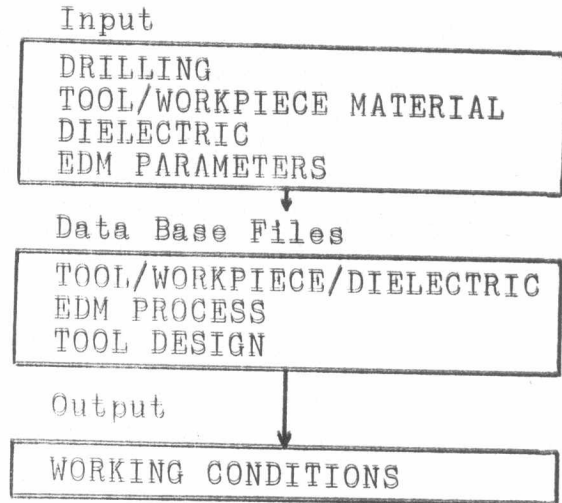 Input
DRILLING
TOOL/WORKPIECE MATERIAL
DIELECTRIC
EDM PARAMETERS
Data Base Files
TOOL/WORKPIECE/DIELECTRIC
EDM PROCESS
TOOL DESIGN
Output
WORKING CONDITIONS